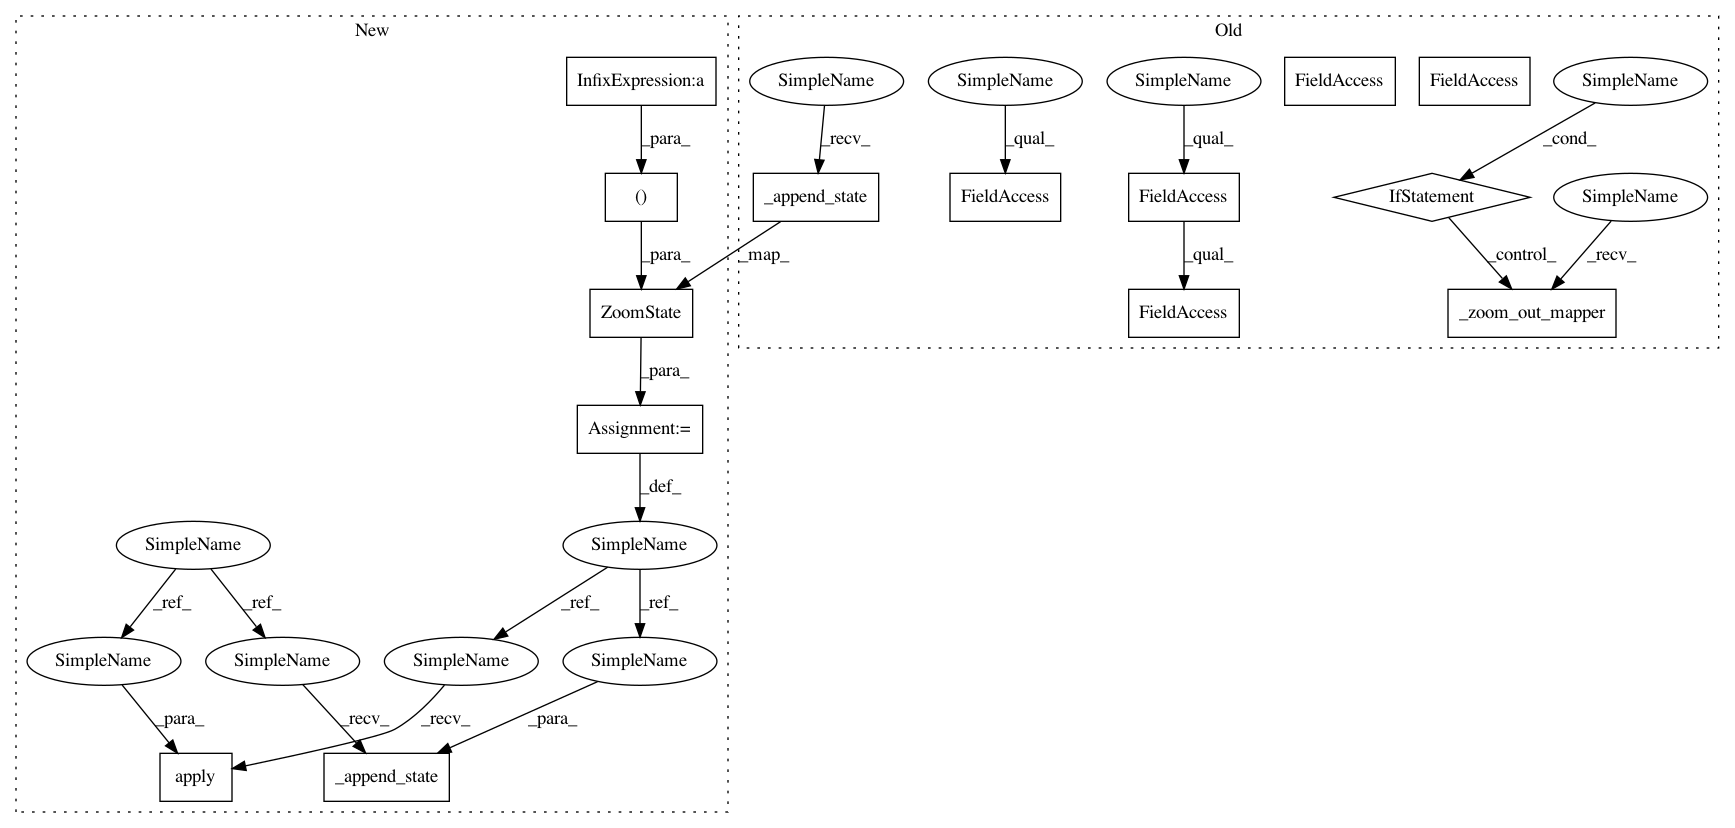 New
Old
InfixExpression:a
SimpleName
SimpleName
SimpleName
FieldAccess
FieldAccess
SimpleName
_para_
_recv_
_qual_
_qual_
_cond_
()
_append_state
FieldAccess
FieldAccess
IfStatement
SimpleName
_para_
_map_
_qual_
_control_
_recv_
ZoomState
FieldAccess
_zoom_out_mapper
_para_
Assignment:=
_def_
SimpleName
SimpleName
_ref_
_ref_
_ref_
_ref_
SimpleName
SimpleName
SimpleName
SimpleName
_para_
_recv_
_recv_
_para_
apply
_append_state